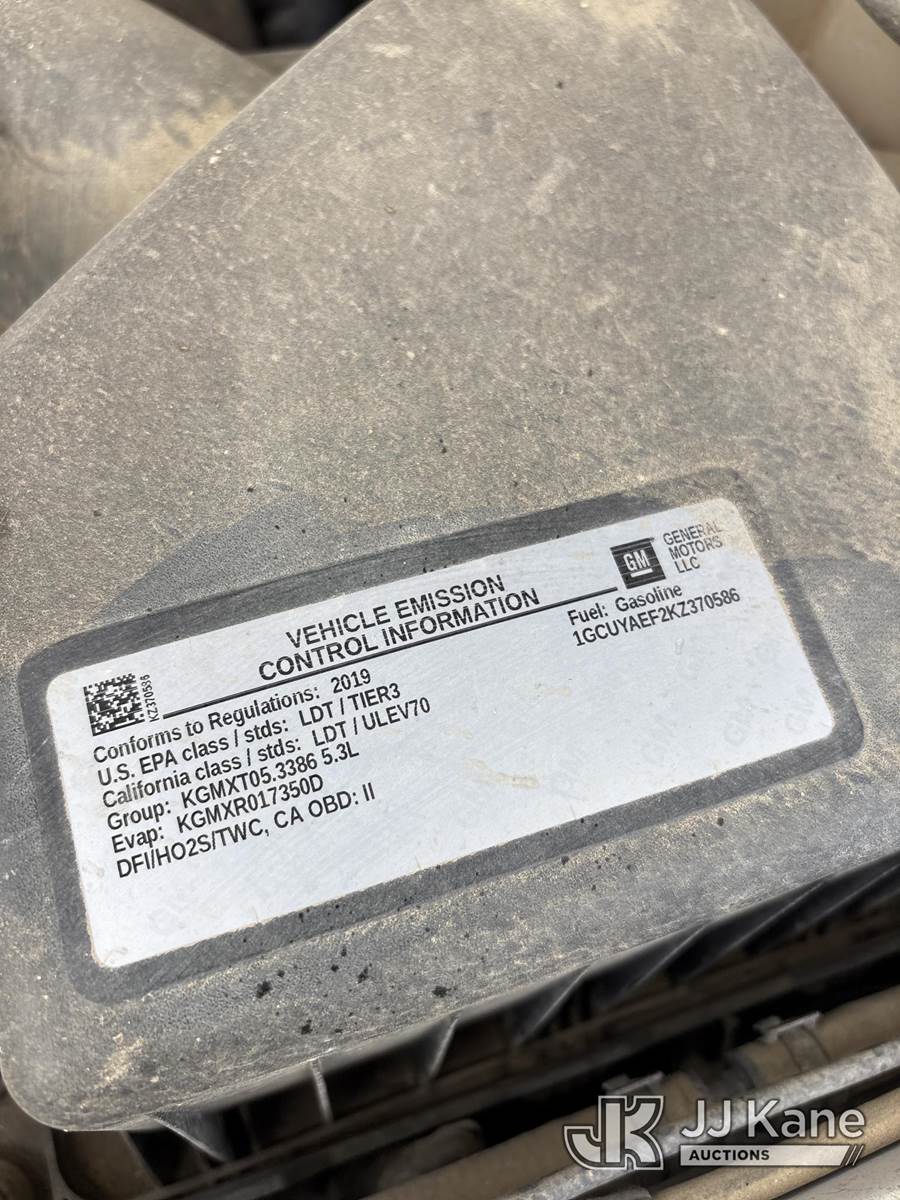 VEHICLE EMISSION
CONTROL INFORMATION
GM
GENERAL
MOTORS
LLC
Fuel: Gasoline
1GCUYAEF2KZ370586
KZ370586
Conforms to Regulations: 2019
U.S. EPA class / stds: LDT / TIER3
California class / stds: LDT / ULEV70
Group: KGMXT05.3386 5.3L
Evap: KGMXR017350D
DFI/HO2S/TWC, CA OBD: II
JK JJ Kane
AUCTIONS